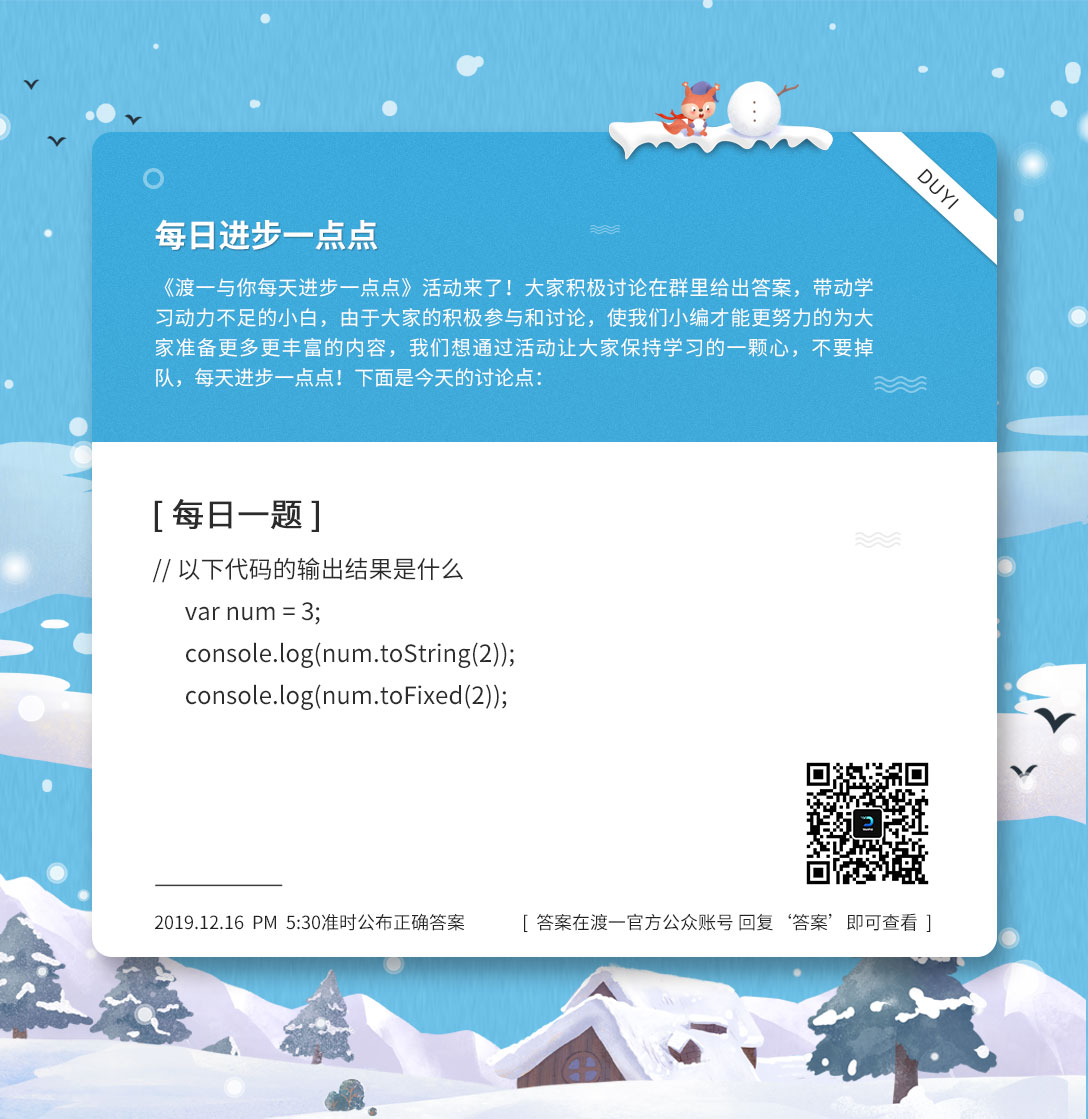 DUYI
每日进步一点点
《渡一与你每天进步一点点》活动来了！大家积极讨论在群里给出答案，带动学
习动力不足的小白，由于大家的积极参与和讨论，使我们小编才能更努力的为大
家准备更多更丰富的内容，我们想通过活动让大家保持学习的一颗心，不要掉
队，每天进步一点点！下面是今天的讨论点：
[ 每日一题 ]
// 以下代码的输出结果是什么
var num = 3;
console.log(num.toString(2));
console.log(num.toFixed(2));
2019.12.16 PM 5:30准时公布正确答案
[ 答案在渡一官方公众账号 回复‘答案’即可查看 ]